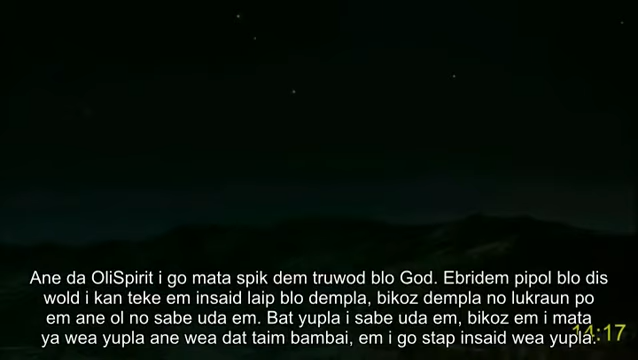 Ane da OliSpirit i go mata spik dem truwod blo God. Ebridem pipol blo dis
wold i kan teke em insaid laip blo dempla, bikoz dempla no lukraun po
em ane ol no sabe uda em. Bat yupla i sabe uda em, bikoz em i mata
ya wea yupla ane wea dat taim bambai, em i go stap insaid wea yupla.
14:17